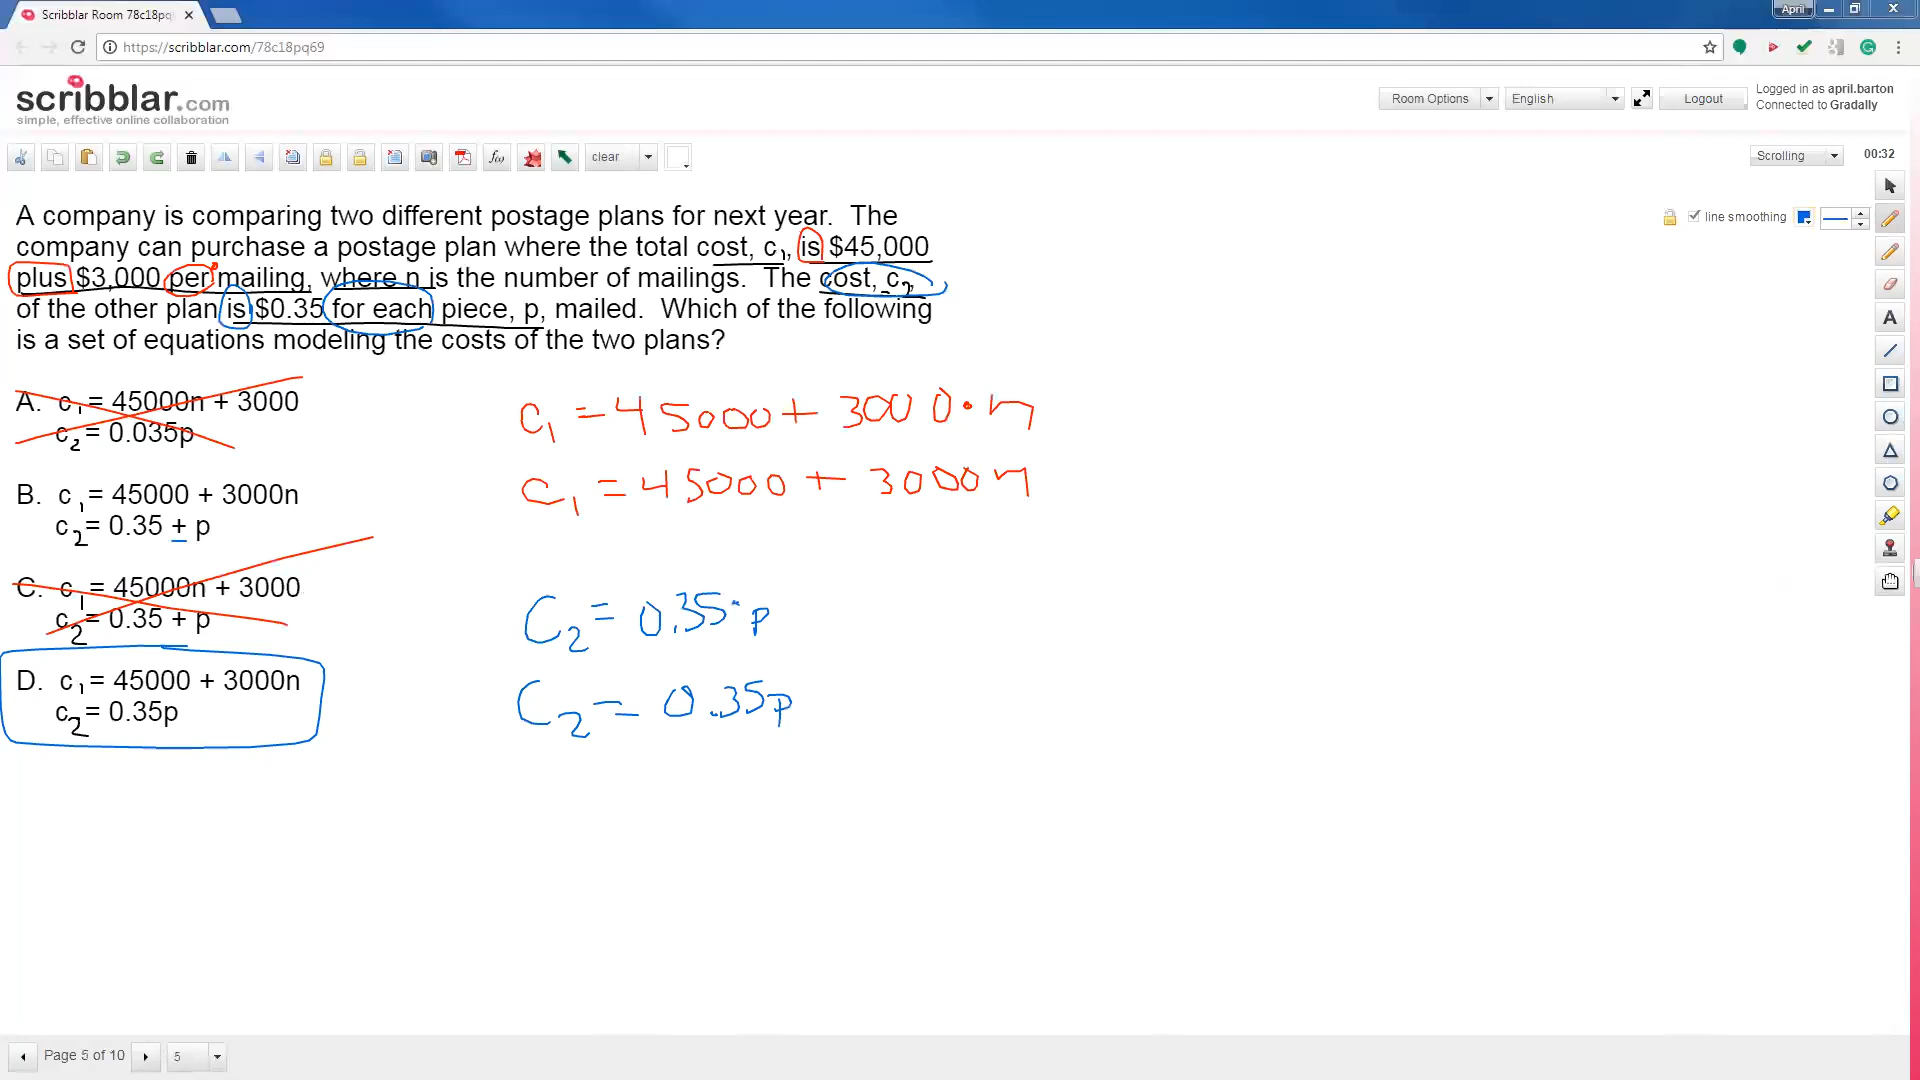 Scribblar Room 78c18pq
April
https://scribblar.com/78c18pq69
scribblar.com
simple, effective online collaboration
Room Options
English
Logout
Logged in as april.barton
Connected to Gradally
clear
Scrolling
00:32
line smoothing
A company is comparing two different postage plans for next year. The
company can purchase a postage plan where the total cost, c1, is $45,000
plus $3,000 per mailing, where n is the number of mailings. The cost, c2,
of the other plan is $0.35 for each piece, p, mailed. Which of the following
is a set of equations modeling the costs of the two plans?
A. c1 = 45000n + 3000
c2 = 0.035p
B. c1 = 45000 + 3000n
c2 = 0.35 + p
C. c1 = 45000n + 3000
c2 = 0.35 + p
D. c1 = 45000 + 3000n
c2 = 0.35p
c1 = 45000 + 3000 · n
c1 = 45000 + 3000n
C2 = 0.35 · p
C2 = 0.35p
A
Page 5 of 10
5